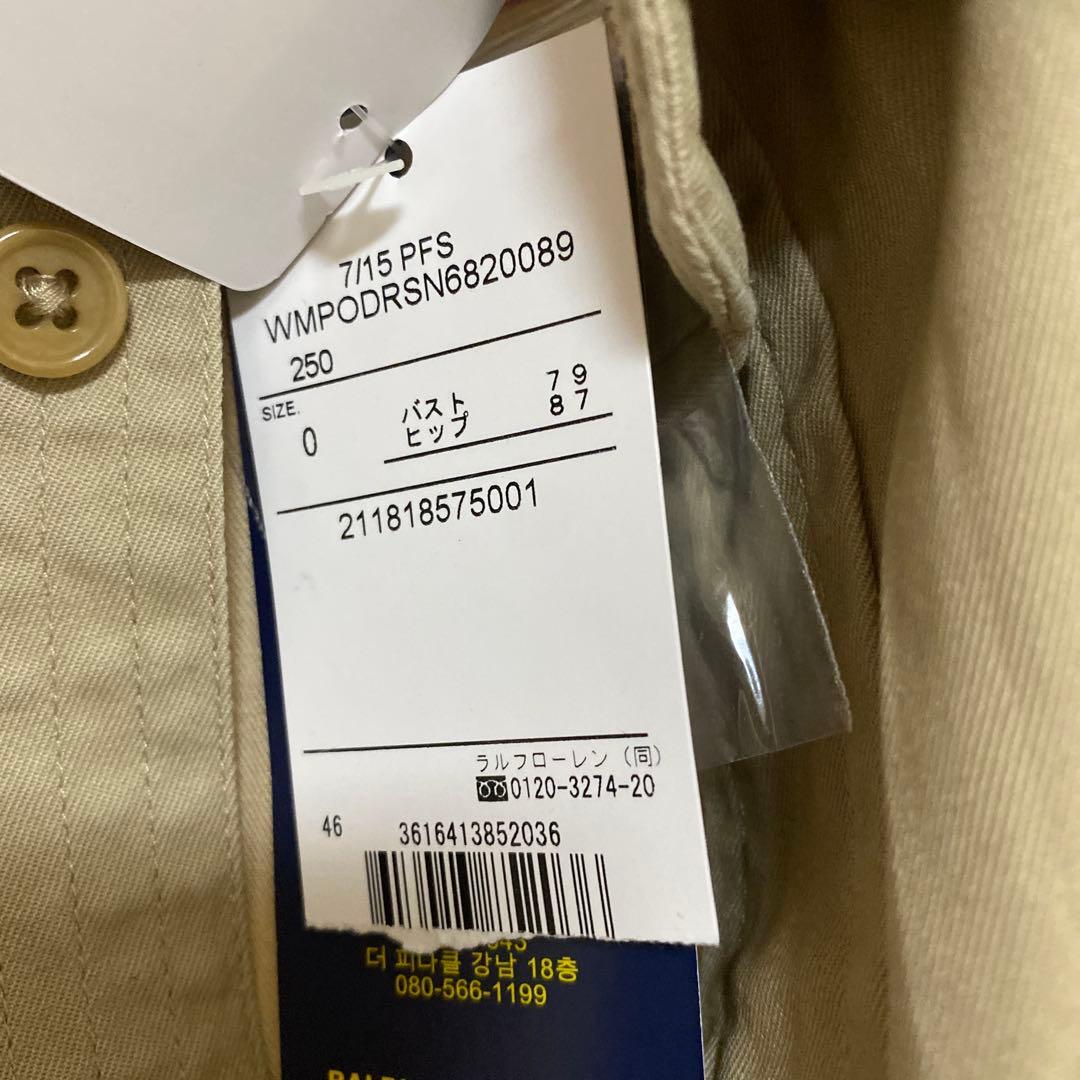 7/15 PFS
WMPODRSN6820089
250
SIZE.
0
バスト 79
ヒップ 87
211818575001
ラルフローレン（同）
0120-3274-20
46
3616413852036
더 피나클 강남 18층
080-566-1199